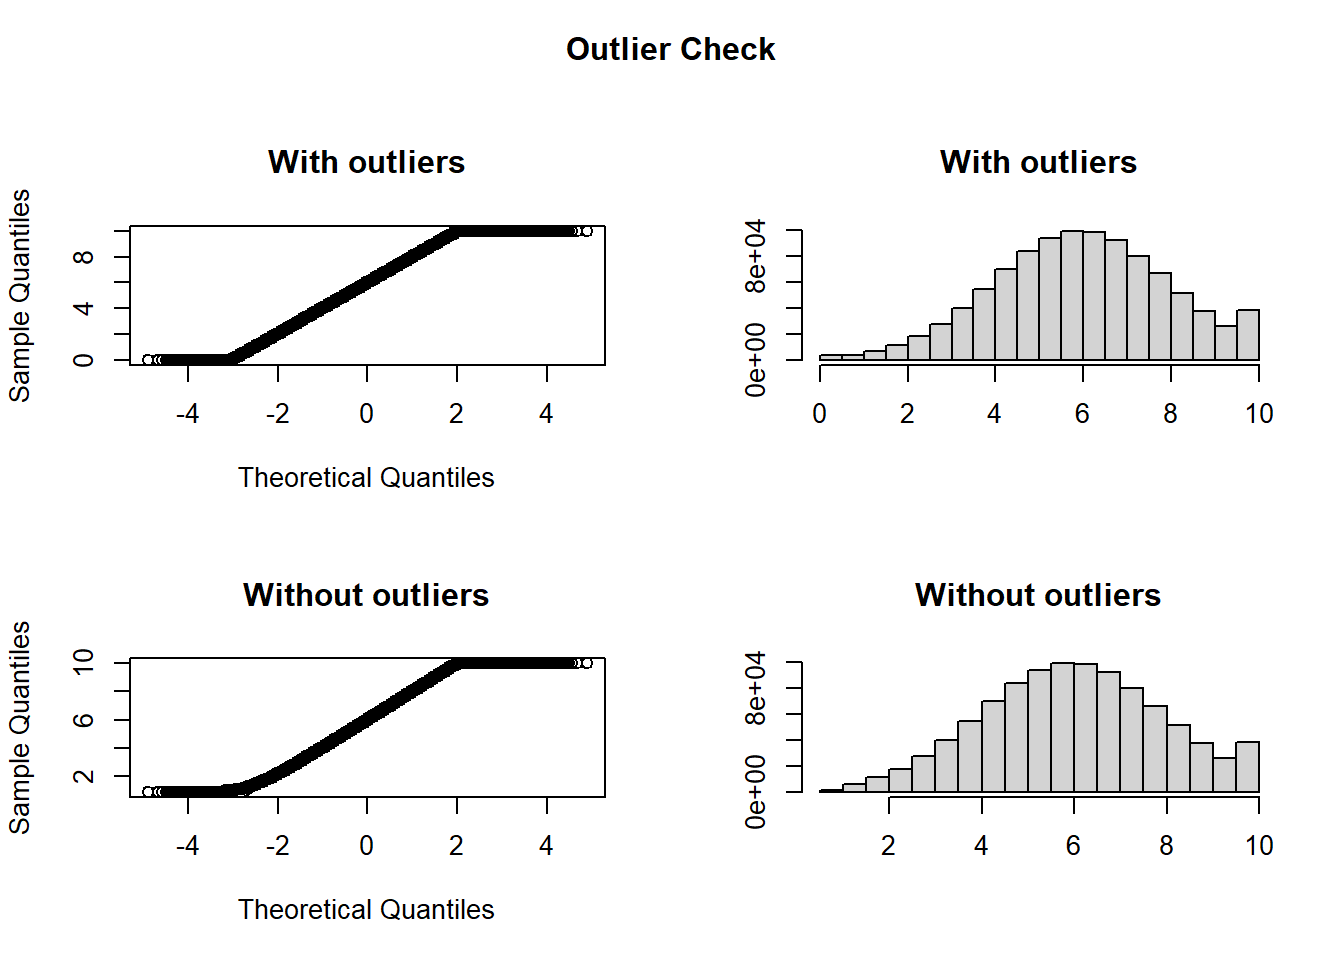 Outlier Check
With outliers
Sample Quantiles
0 4 8
-4 -2 0 2 4
Theoretical Quantiles
With outliers
0e+00 8e+04
0 2 4 6 8 10
Without outliers
Sample Quantiles
2 6 10
-4 -2 0 2 4
Theoretical Quantiles
Without outliers
0e+00 8e+04
2 4 6 8 10